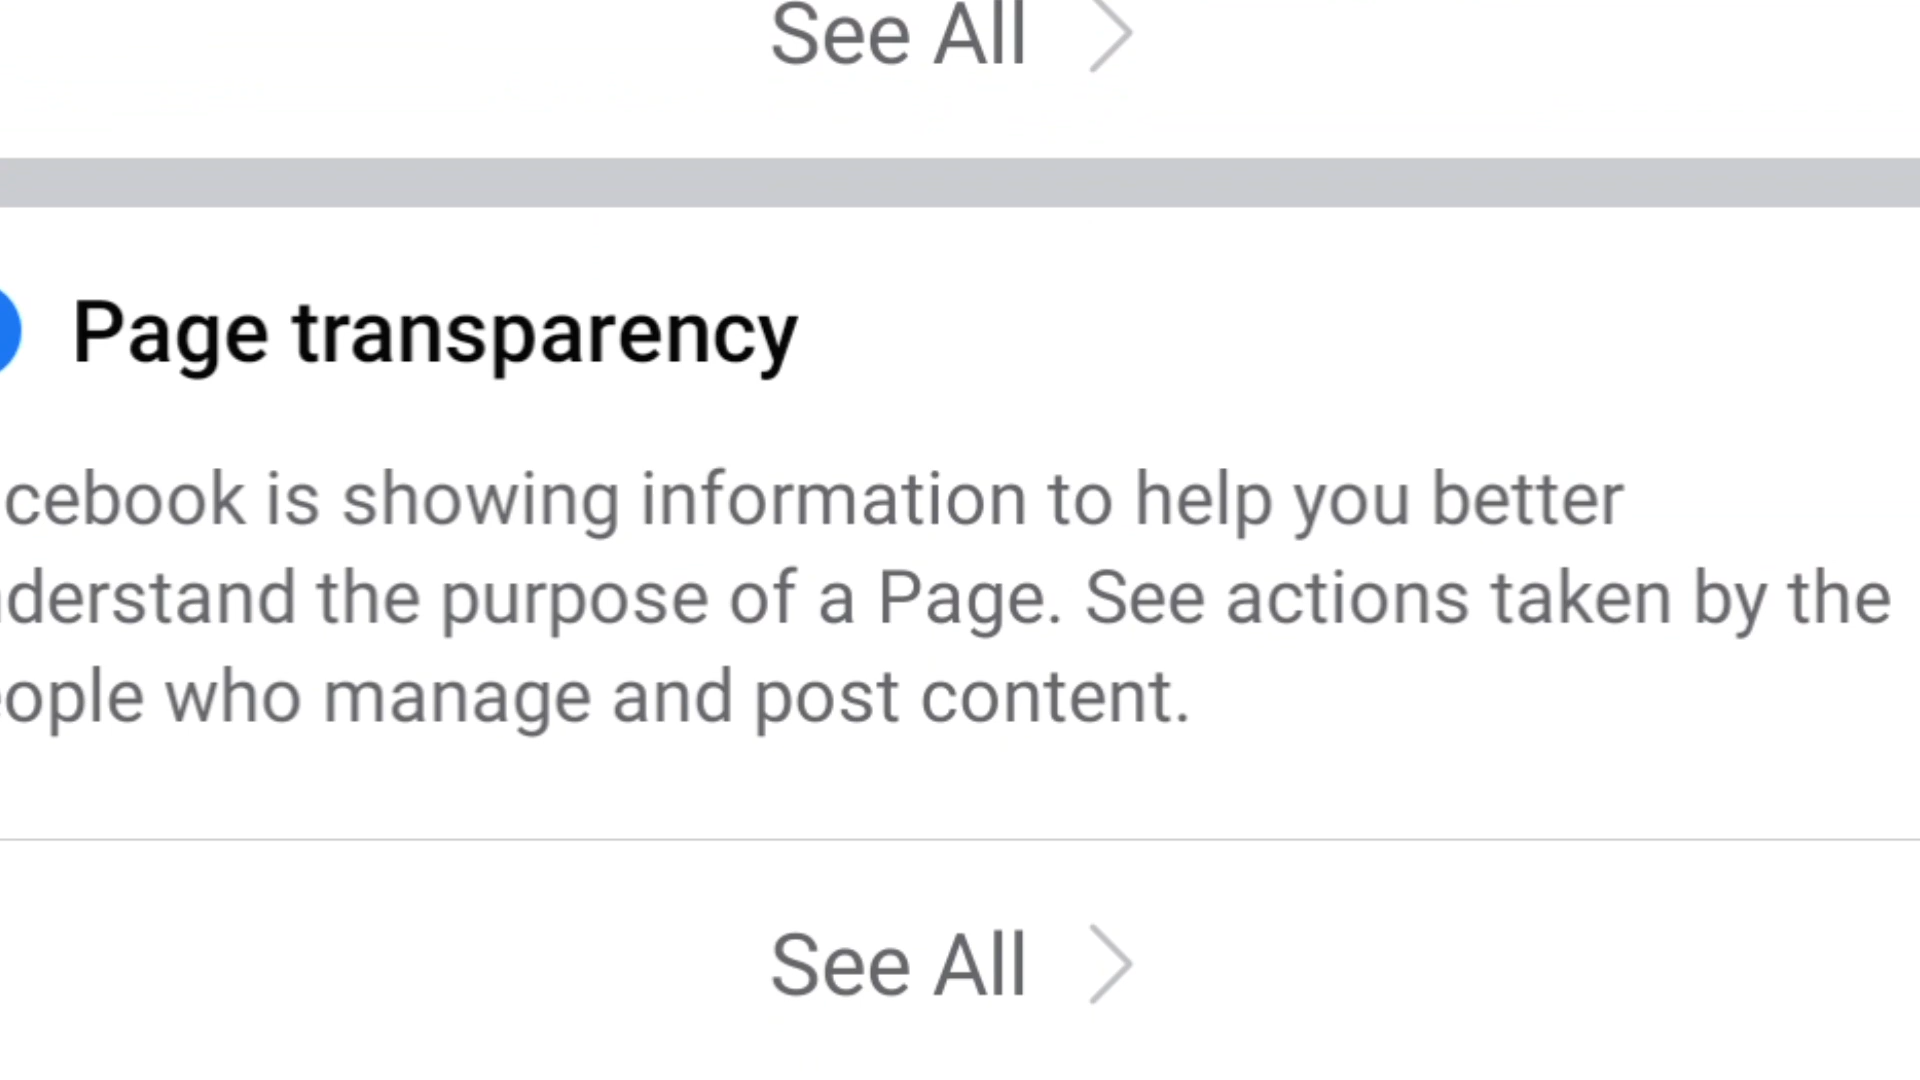 See All
Page transparency
cebook is showing information to help you better
derstand the purpose of a Page. See actions taken by the
ople who manage and post content.
See All